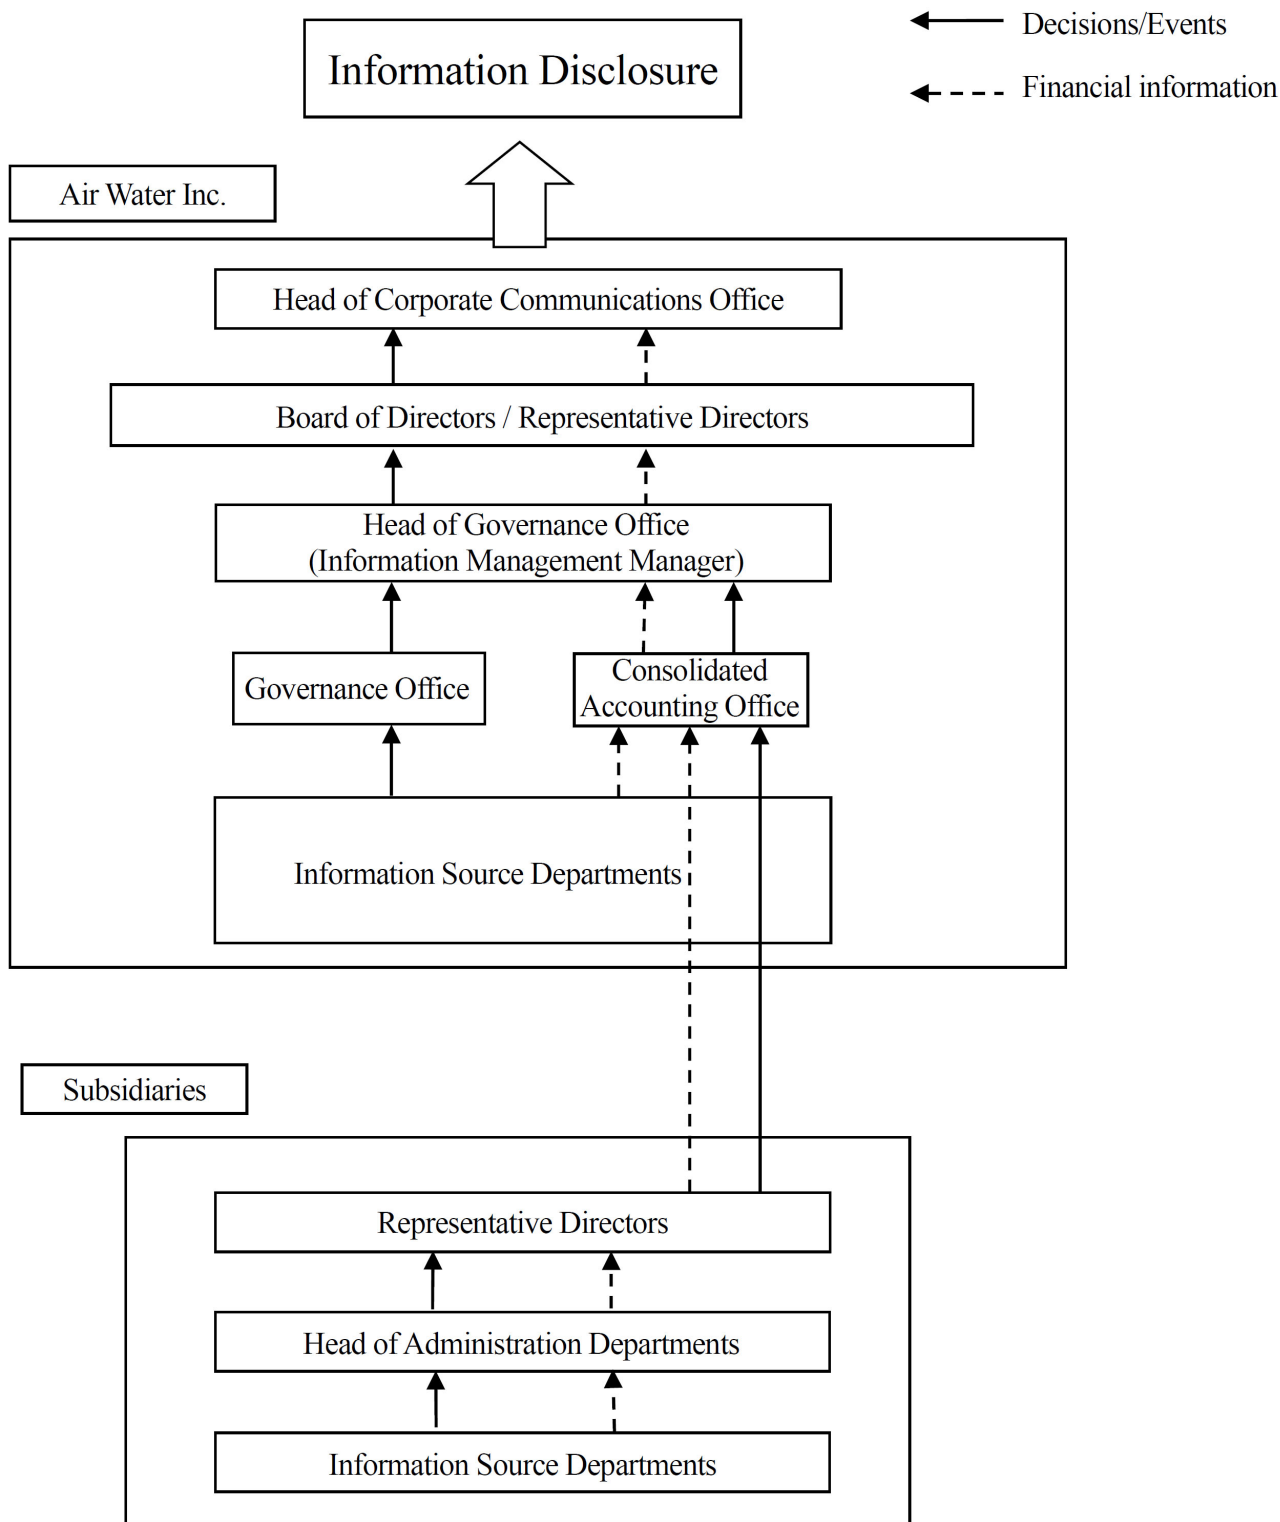 Decisions/Events
Information Disclosure
Financial information
Air Water Inc.
Head of Corporate Communications Office
Board of Directors / Representative Directors
Head of Governance Office
(Information Management Manager)
Governance Office
Consolidated
Accounting Office
Information Source Departments
Subsidiaries
Representative Directors
Head of Administration Departments
Information Source Departments